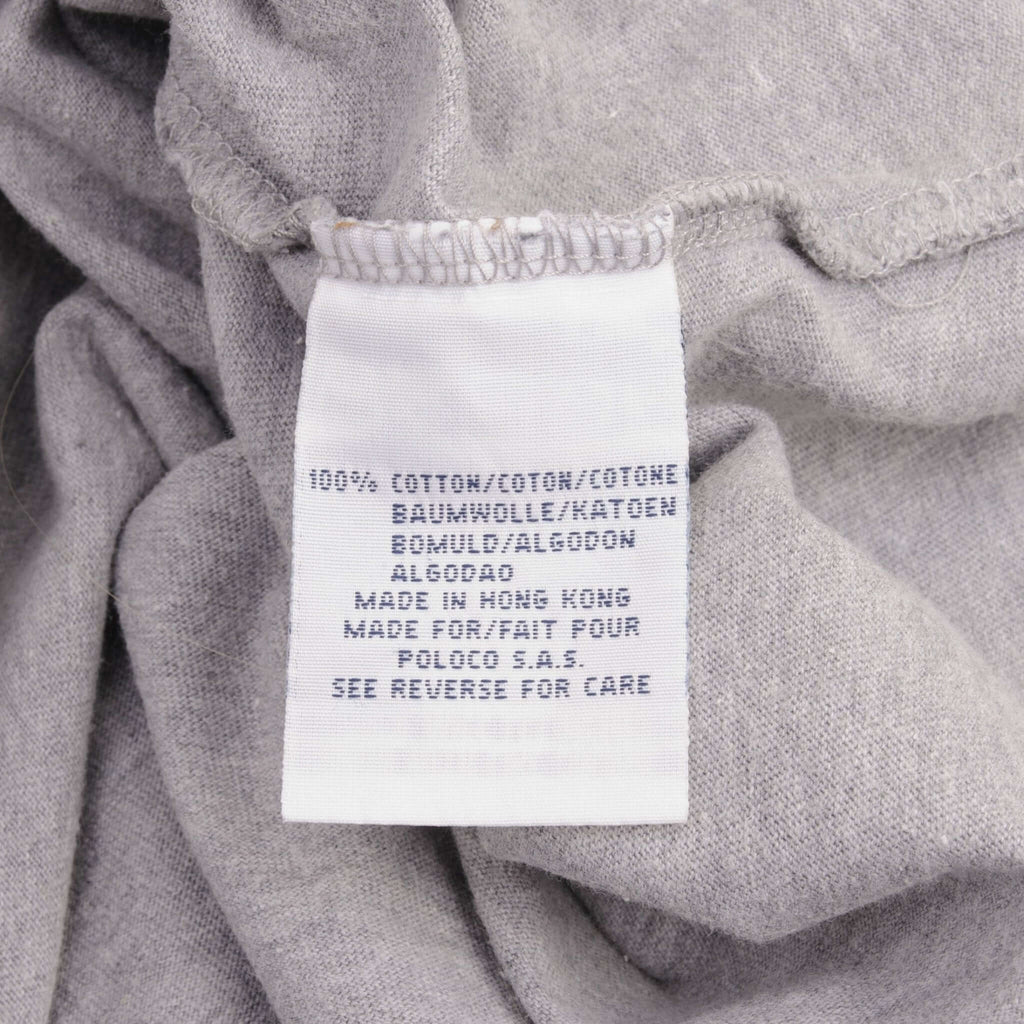 100% COTTON/COTON/COTONE
BAUMWOLLE/KATOEN
BOMULD/ALGODON
ALGODAO
MADE IN HONG KONG
MADE FOR/FAIT POUR
POLOCO S.A.S.
SEE REVERSE FOR CARE